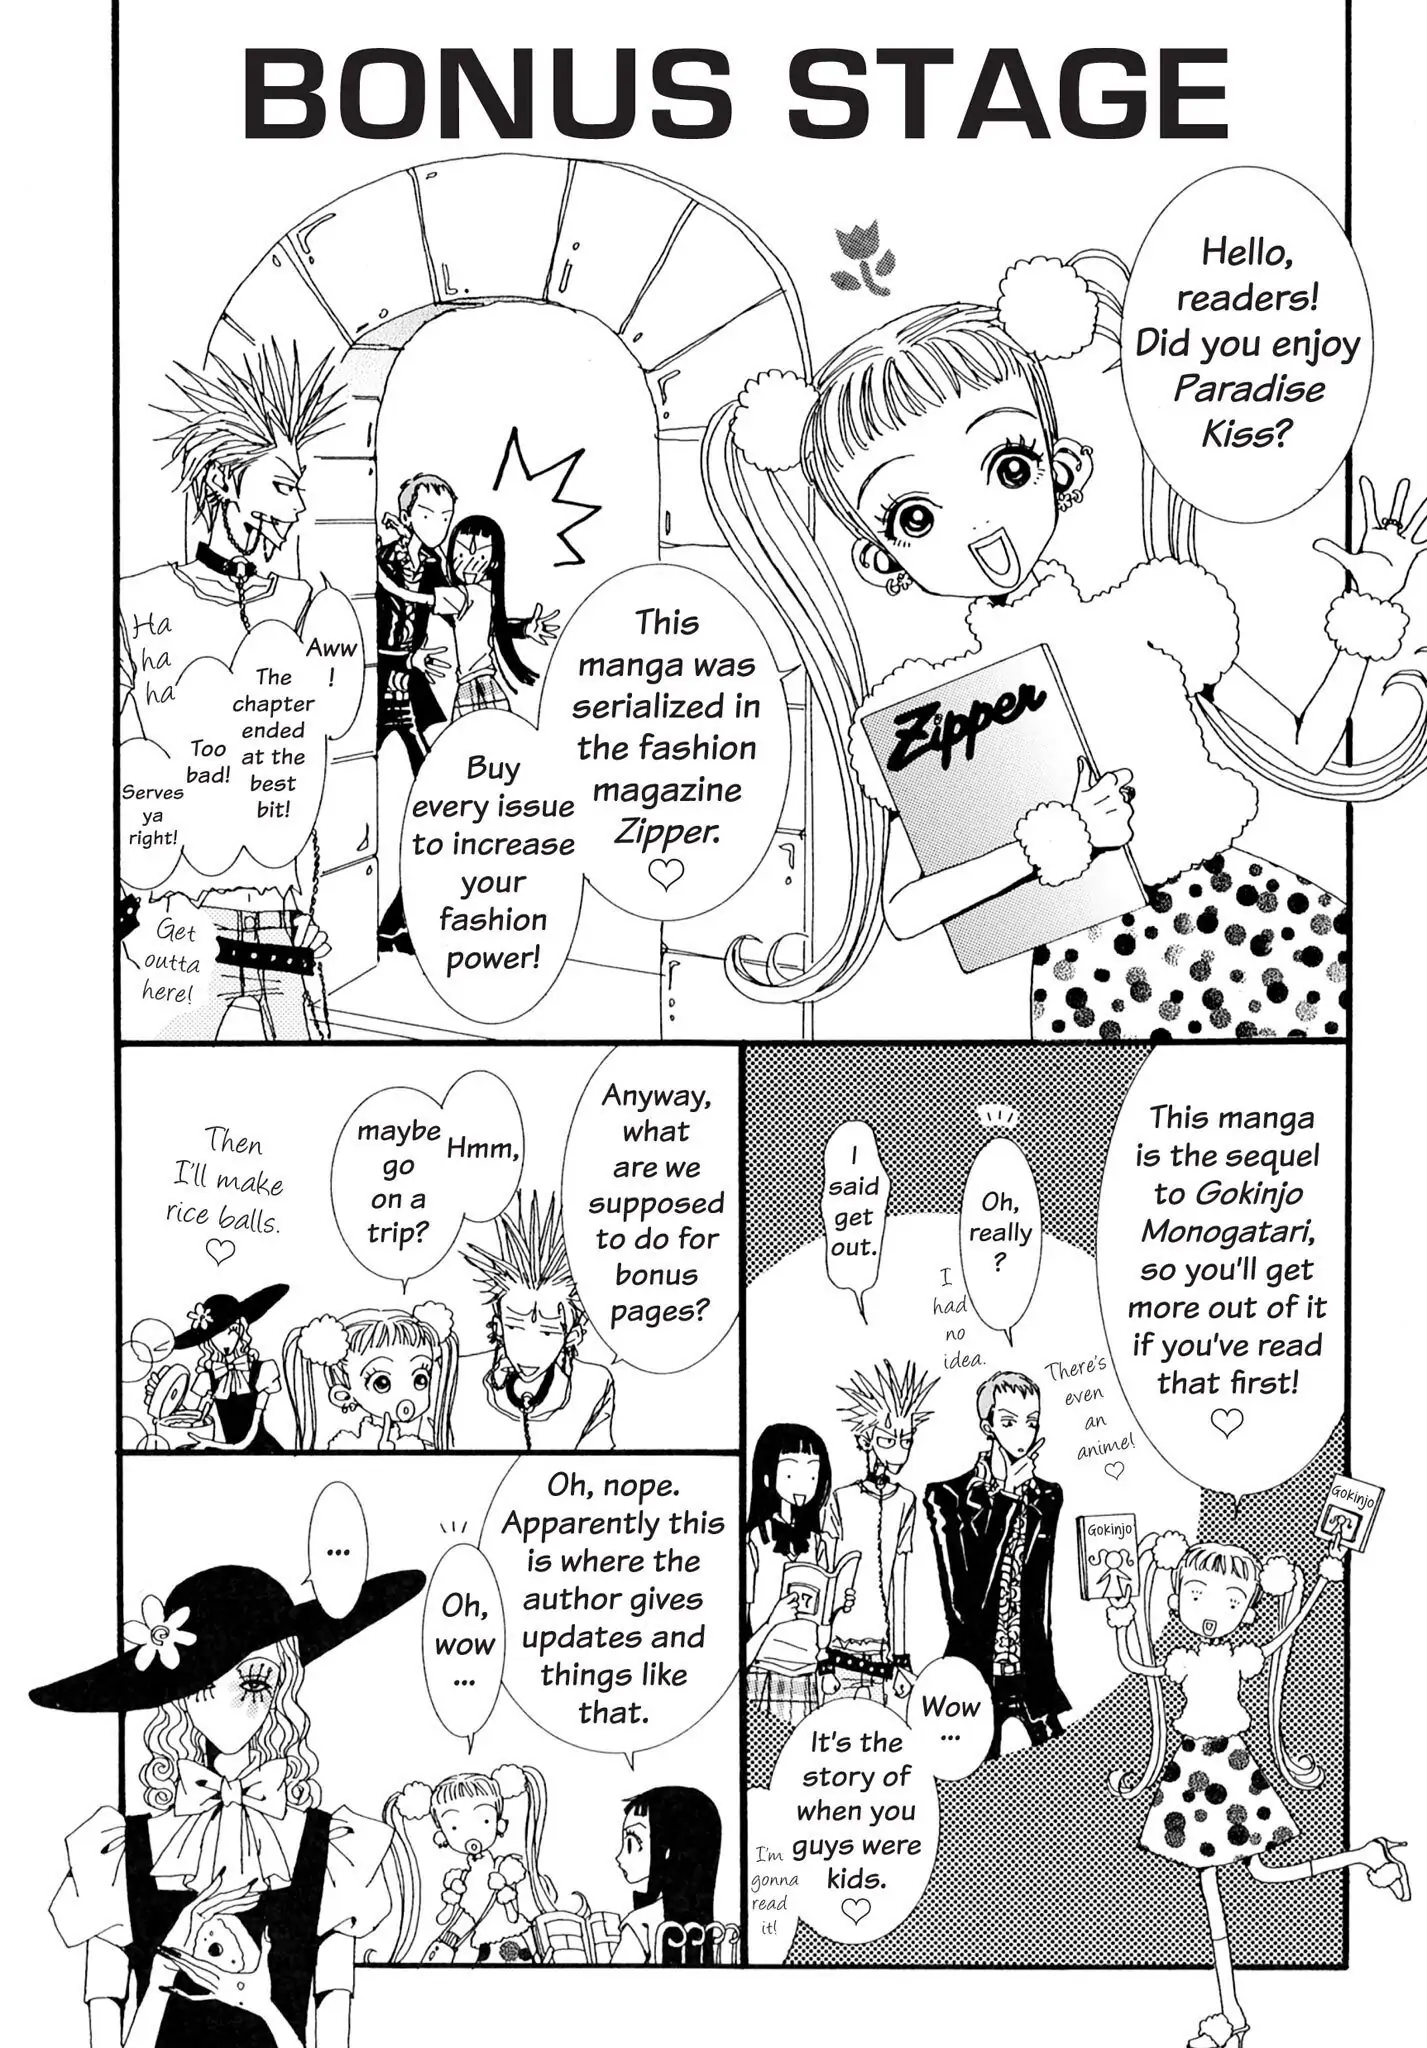 BONUS STAGE
Hello,
readers!
Did you enjoy
Paradise
Kiss?
Zipper
This
manga was
serialized in
the fashion
magazine
Zipper.
♡
Buy
every issue
to increase
your
fashion
power!
Aww
!
The
chapter
ended
at the
best
bit!
Too
bad!
Serves
ya
right!
Ha
ha
ha
Get
outta
here!
This manga
is the sequel
to Gokinjo
Monogatari,
so you'll get
more out of it
if you've read
that first!
♡
Oh,
really
?
I
had
no
idea.
I
said
get
out.
There's
even
an
anime!
♡
Gokinjo
Gokinjo
7
Wow
...
It's the
story of
when you
guys were
kids.
♡
I'm
gonna
read
it!
Anyway,
what
are we
supposed
to do for
bonus
pages?
Hmm,
maybe
go
on a
trip?
Then
I'll make
rice balls.
♡
Oh, nope.
Apparently this
is where the
author gives
updates and
things like
that.
Oh,
wow
...
...